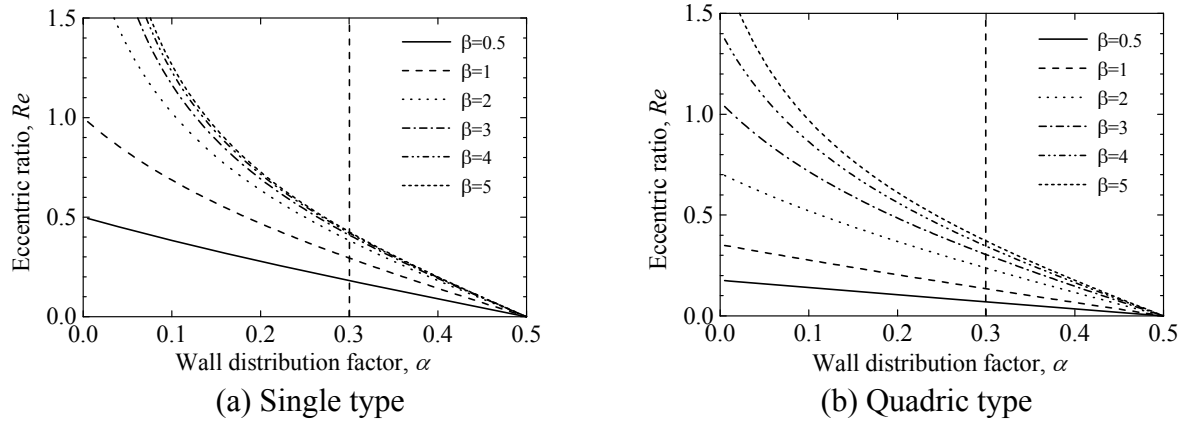 1.5
1.0
0.5
0.0
Eccentric ratio, Re
β=0.5
β=1
β=2
β=3
β=4
β=5
0.0 0.1 0.2 0.3 0.4 0.5
Wall distribution factor, α
(a) Single type
1.5
1.0
0.5
0.0
Eccentric ratio, Re
β=0.5
β=1
β=2
β=3
β=4
β=5
0.0 0.1 0.2 0.3 0.4 0.5
Wall distribution factor, α
(b) Quadric type